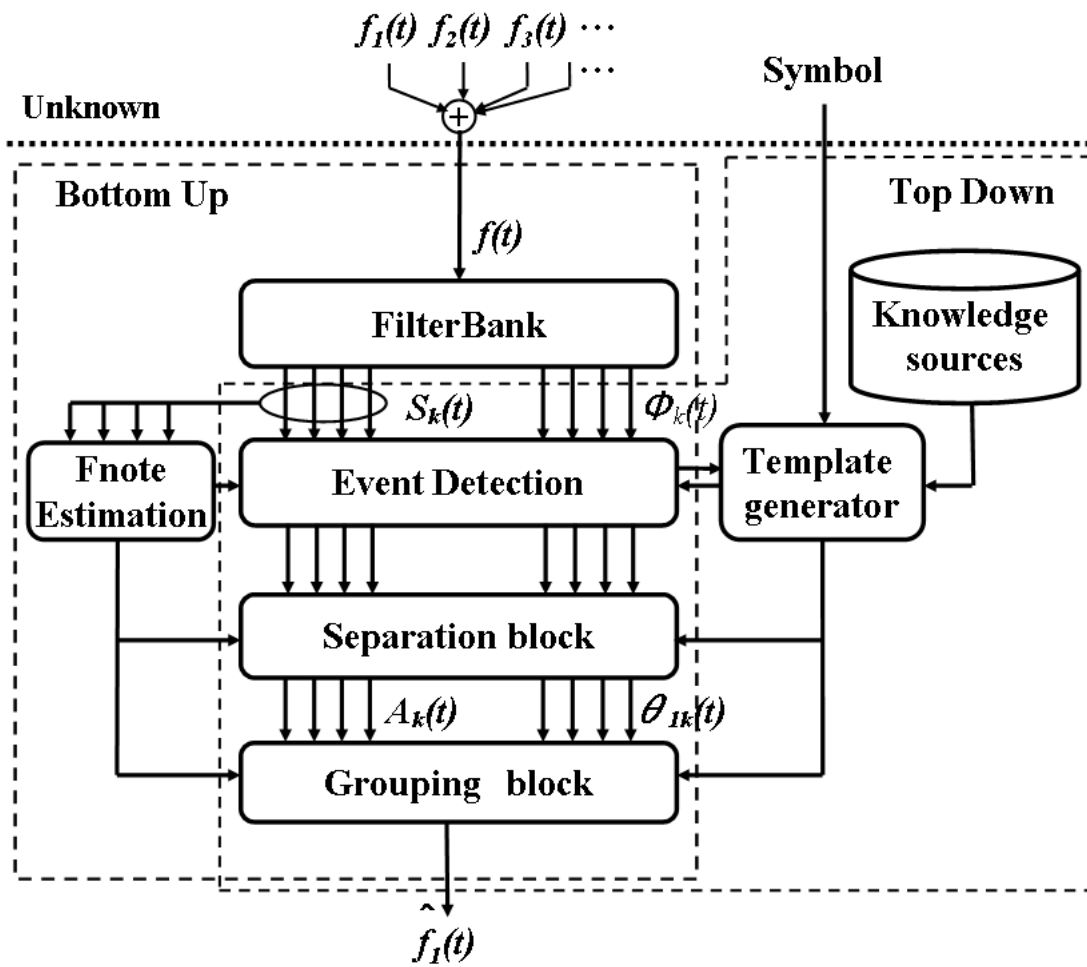 f1(t) f2(t) f3(t) ...
...
Symbol
Unknown
Bottom Up
Top Down
f(t)
FilterBank
Knowledge
sources
Sk(t)
Φk(t)
Fnote
Estimation
Event Detection
Template
generator
Separation block
Ak(t)
θ1k(t)
Grouping block
f̂1(t)